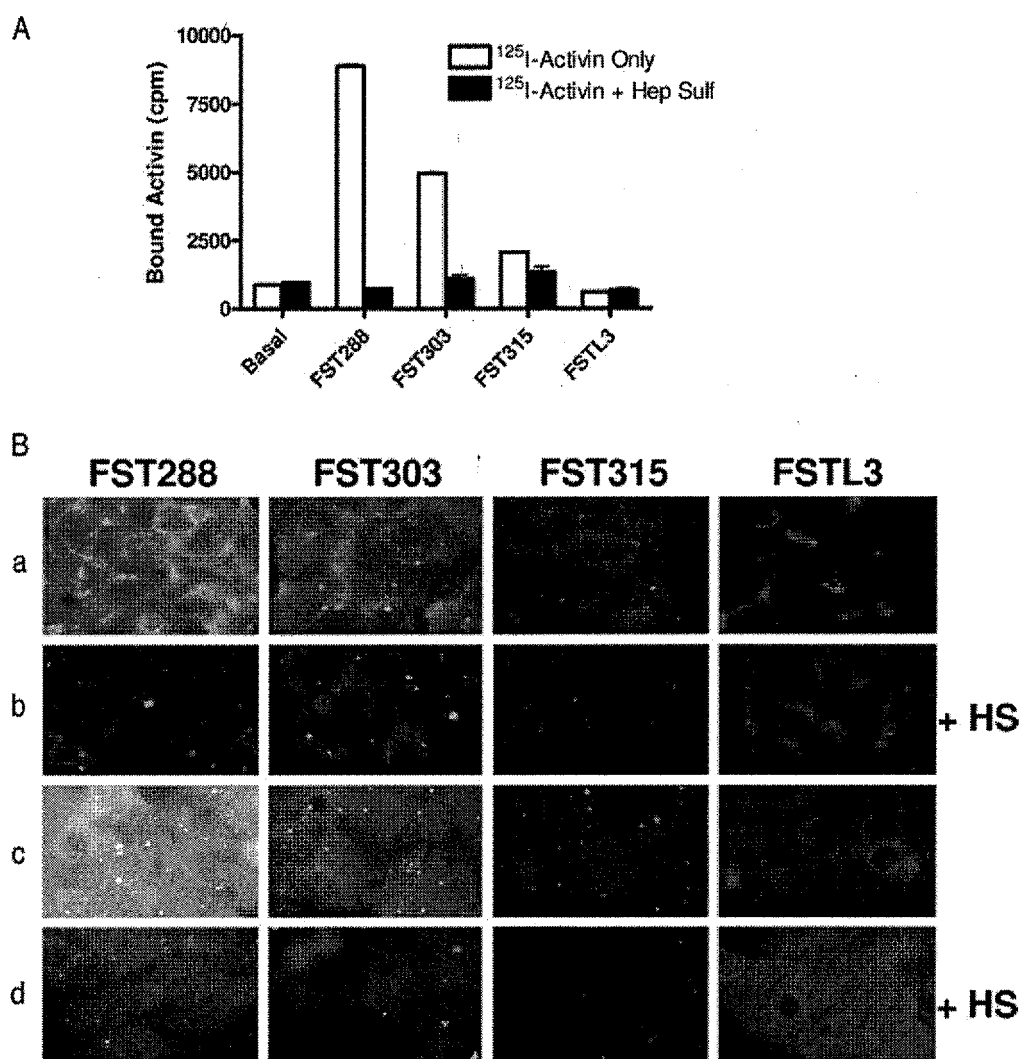 A
Bound Activin (cpm)
10000
7500
5000
2500
0
¹²⁵I-Activin Only
¹²⁵I-Activin + Hep Sulf
Basal
FST288
FST303
FST315
FSTL3
B
FST288 FST303 FST315 FSTL3
a
b + HS
c
d + HS